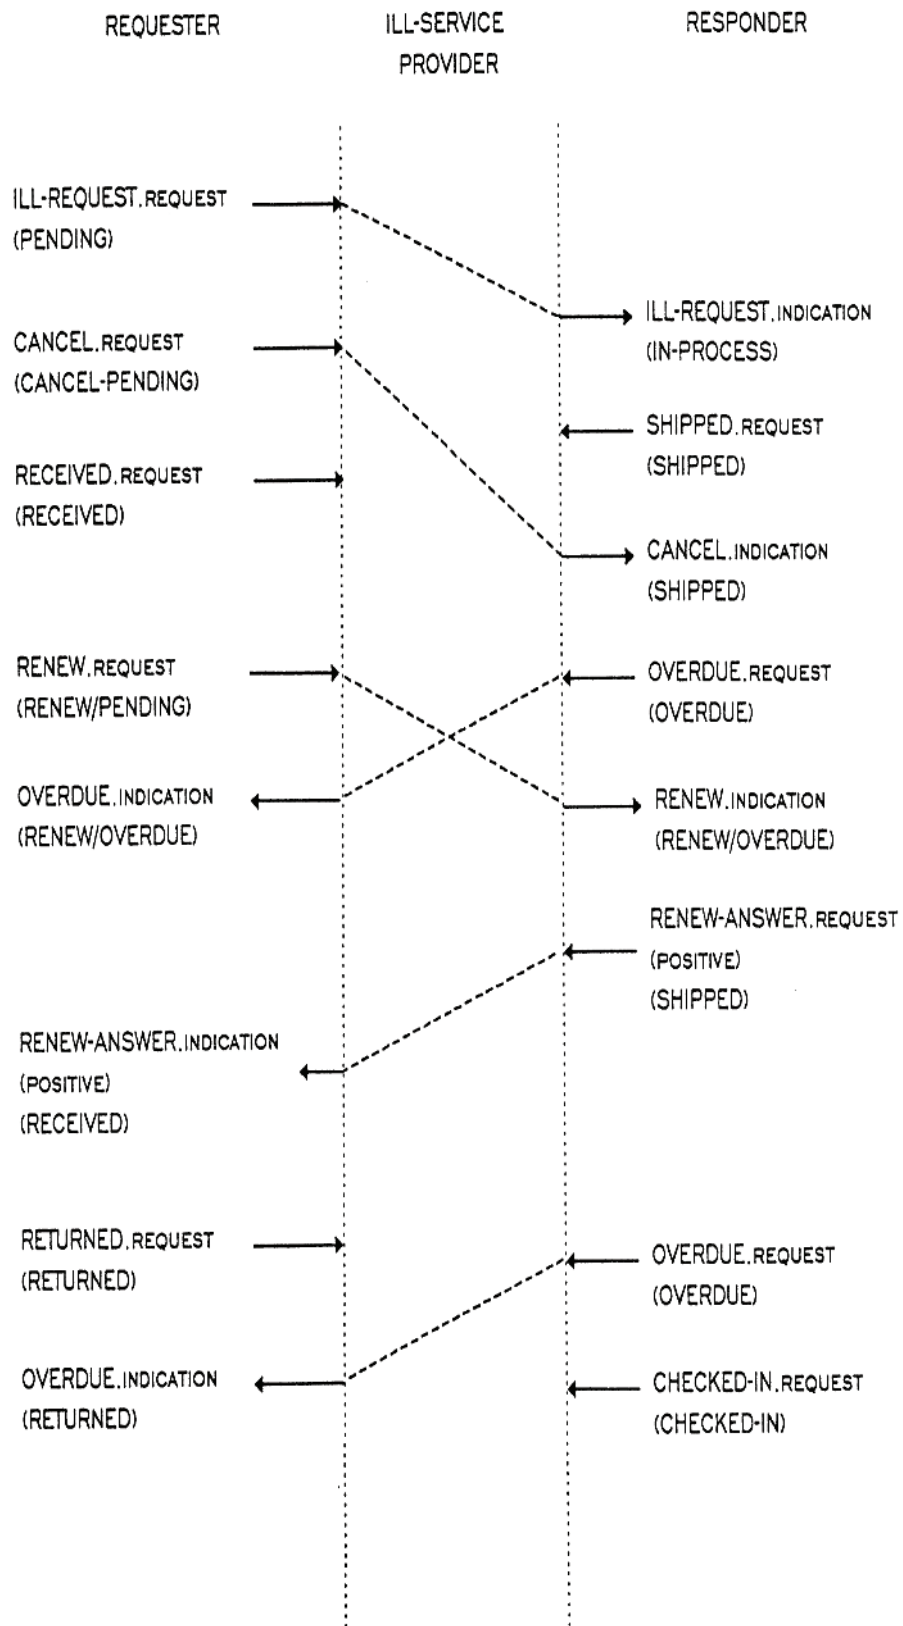 REQUESTER
ILL-SERVICE
PROVIDER
RESPONDER
ILL-REQUEST.REQUEST
(PENDING)
ILL-REQUEST.INDICATION
(IN-PROCESS)
CANCEL.REQUEST
(CANCEL-PENDING)
SHIPPED.REQUEST
(SHIPPED)
RECEIVED.REQUEST
(RECEIVED)
CANCEL.INDICATION
(SHIPPED)
RENEW.REQUEST
(RENEW/PENDING)
OVERDUE.REQUEST
(OVERDUE)
OVERDUE.INDICATION
(RENEW/OVERDUE)
RENEW.INDICATION
(RENEW/OVERDUE)
RENEW-ANSWER.REQUEST
(POSITIVE)
(SHIPPED)
RENEW-ANSWER.INDICATION
(POSITIVE)
(RECEIVED)
RETURNED.REQUEST
(RETURNED)
OVERDUE.REQUEST
(OVERDUE)
OVERDUE.INDICATION
(RETURNED)
CHECKED-IN.REQUEST
(CHECKED-IN)